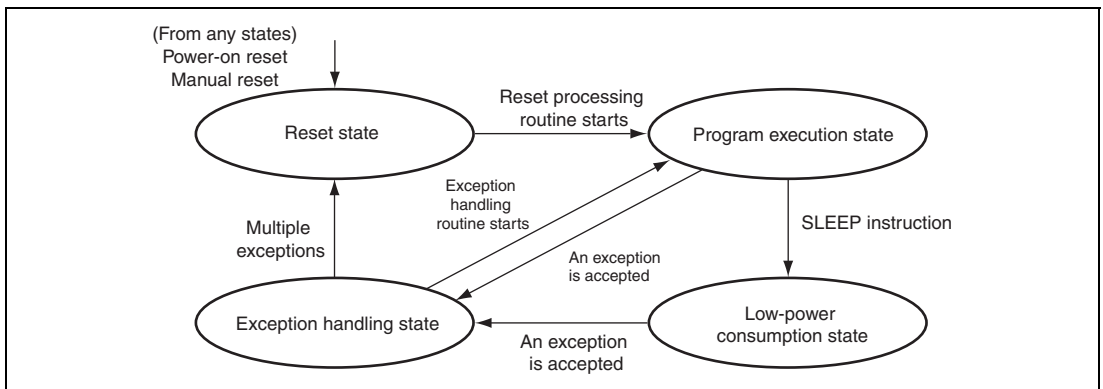 (From any states)
Power-on reset
Manual reset
Reset state
Reset processing
routine starts
Program execution state
Exception
handling
routine starts
Multiple
exceptions
SLEEP instruction
An exception
is accepted
Exception handling state
An exception
is accepted
Low-power
consumption state